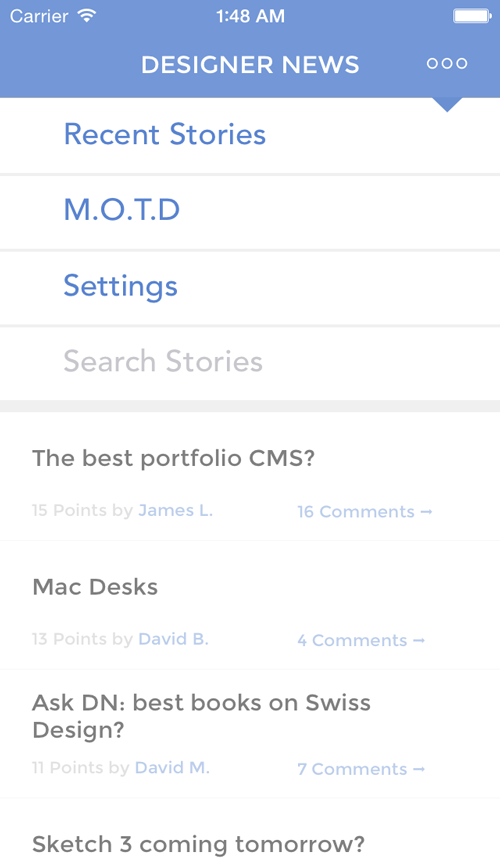 Carrier 1:48 AM
DESIGNER NEWS
Recent Stories
M.O.T.D
Settings
Search Stories
The best portfolio CMS?
15 Points by James L. 16 Comments →
Mac Desks
13 Points by David B. 4 Comments →
Ask DN: best books on Swiss
Design?
11 Points by David M. 7 Comments →
Sketch 3 coming tomorrow?